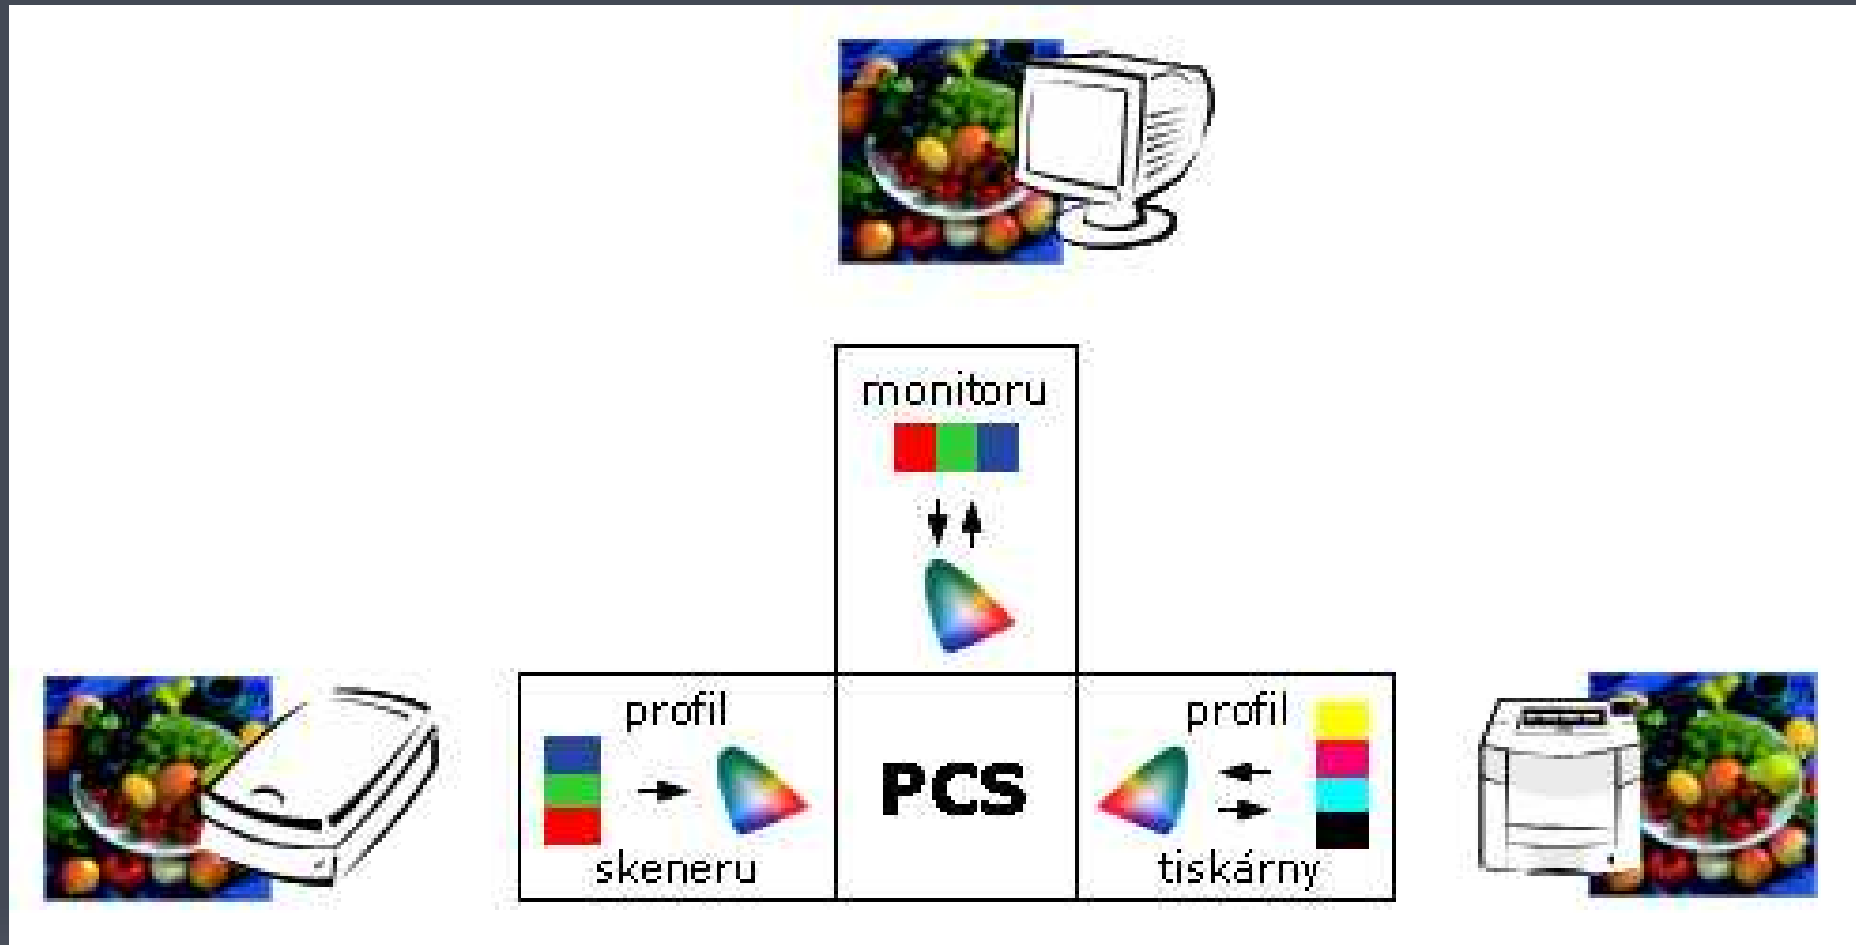 monitoru
profil
skeneru
PCS
profil
tiskárny